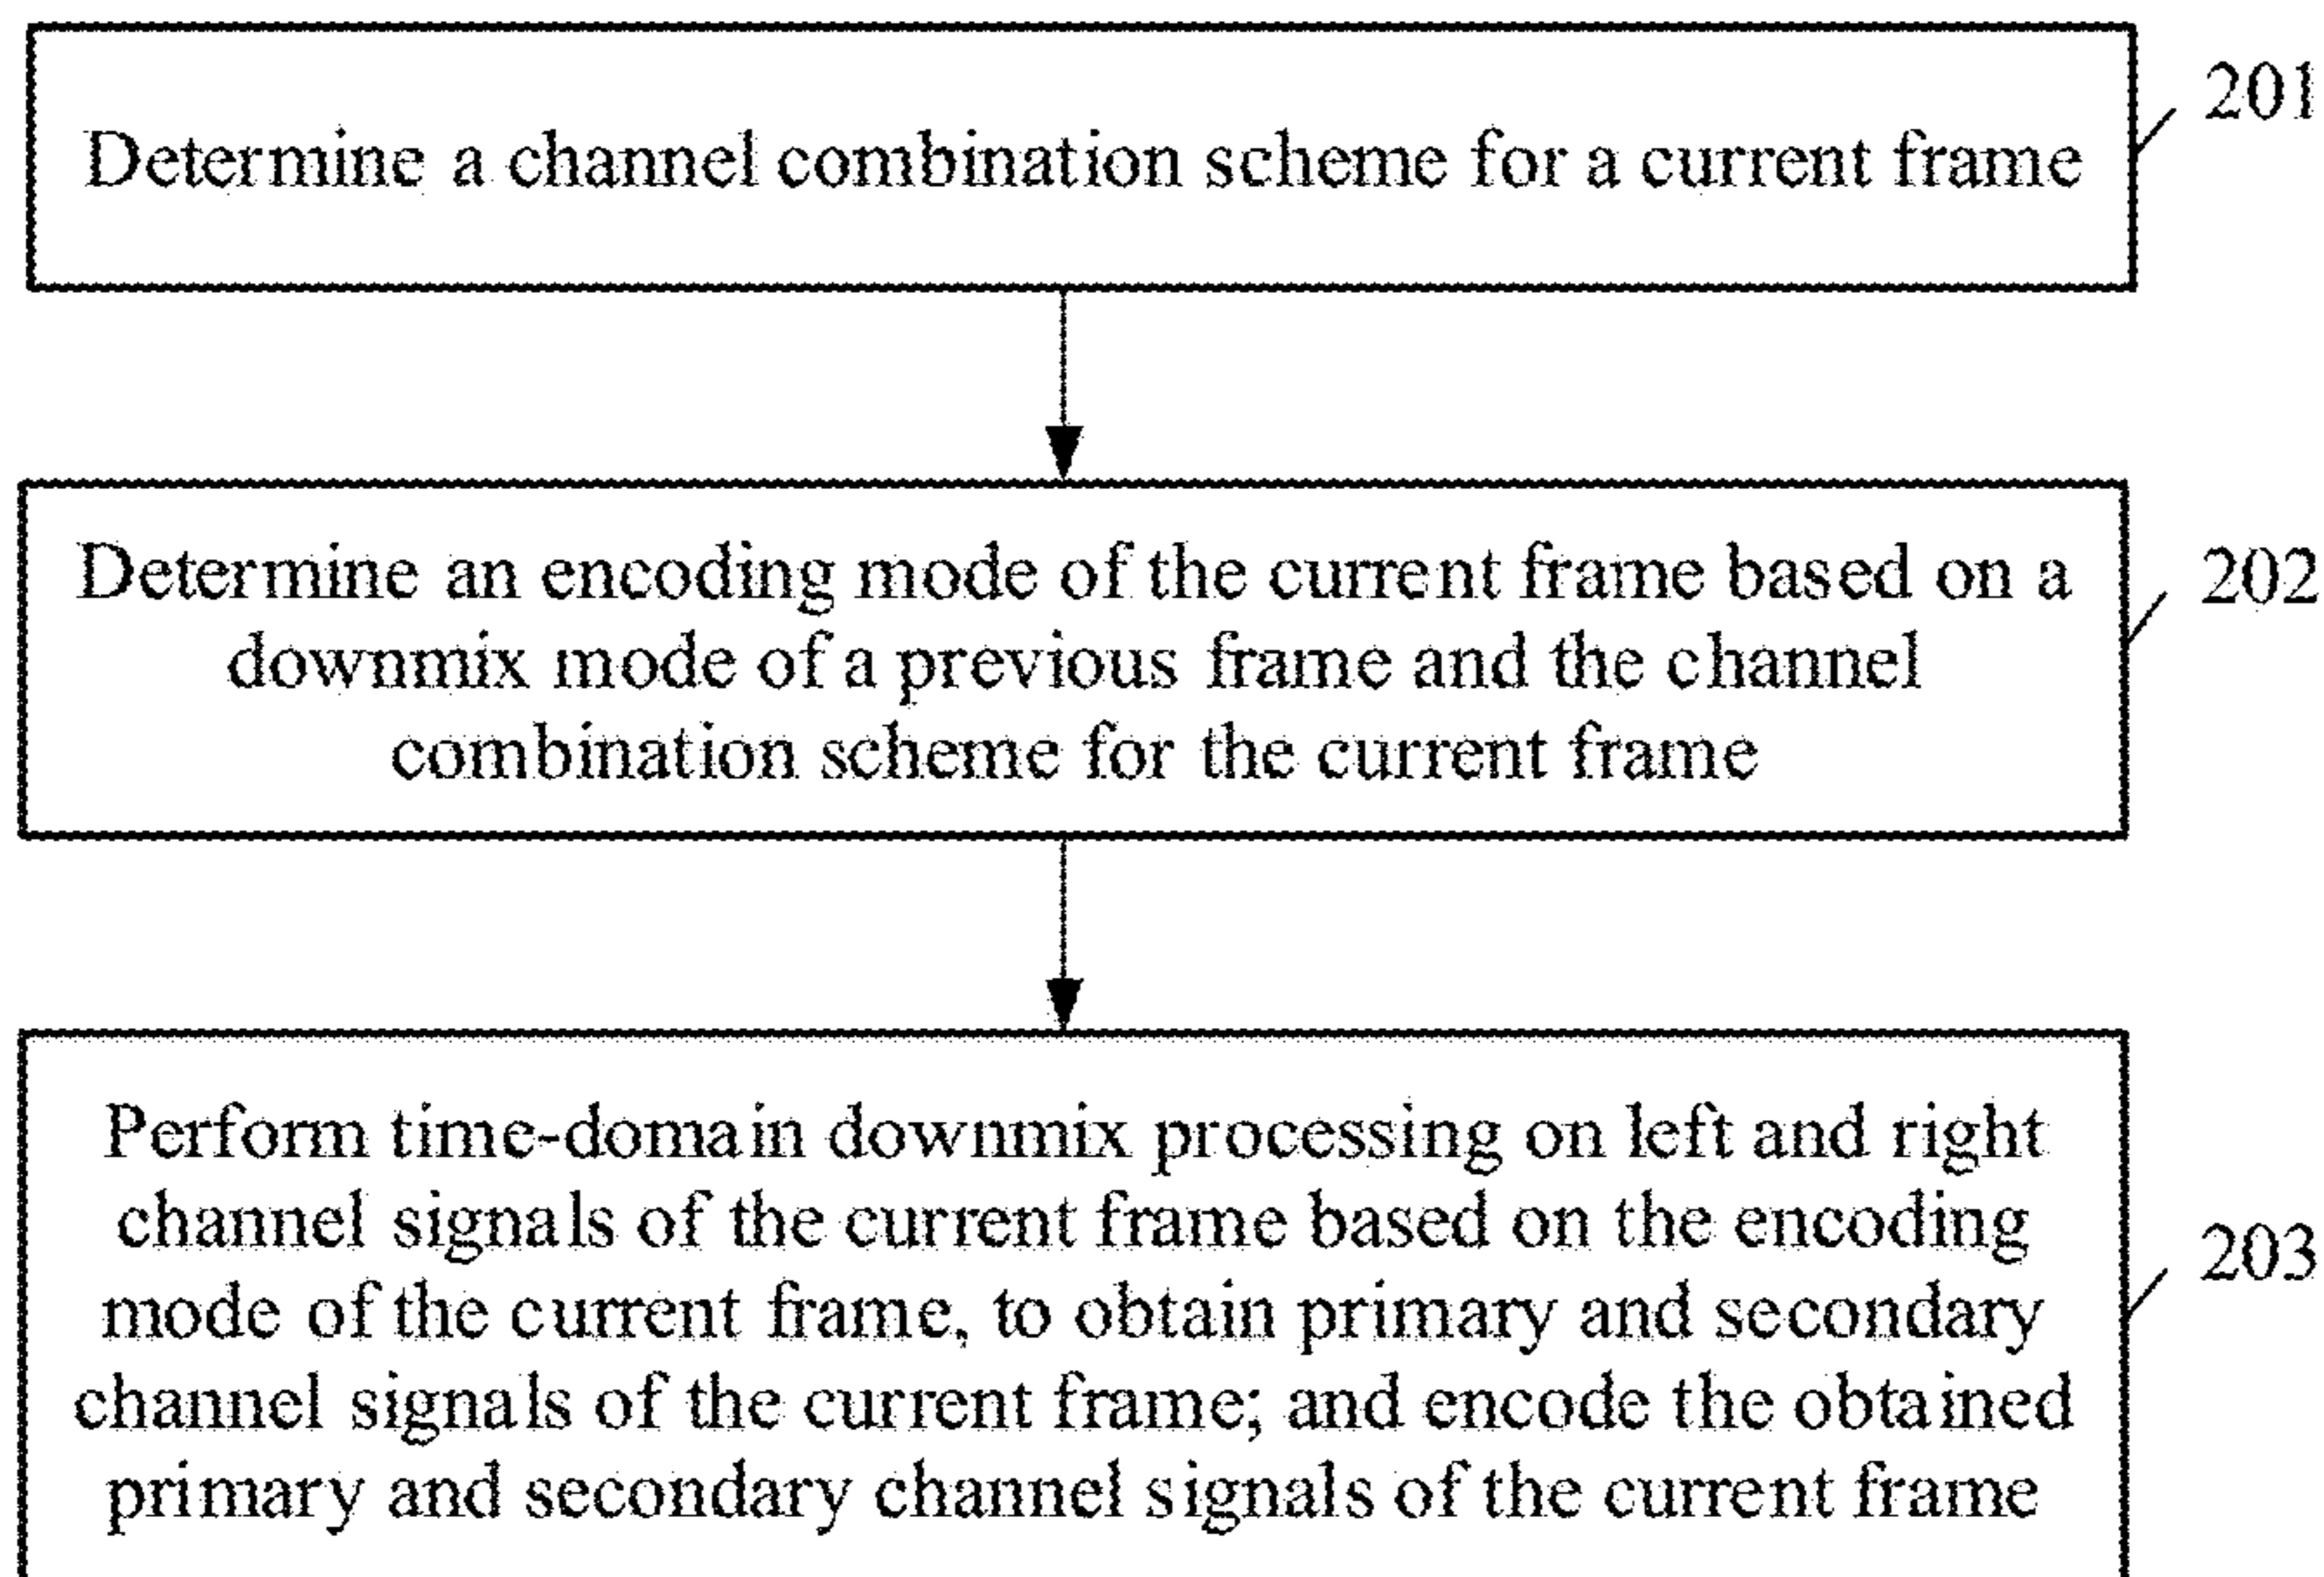 Determine a channel combination scheme for a current frame
201
Determine an encoding mode of the current frame based on a
downmix mode of a previous frame and the channel
combination scheme for the current frame
202
Perform time-domain downmix processing on left and right
channel signals of the current frame based on the encoding
mode of the current frame, to obtain primary and secondary
channel signals of the current frame; and encode the obtained
primary and secondary channel signals of the current frame
203